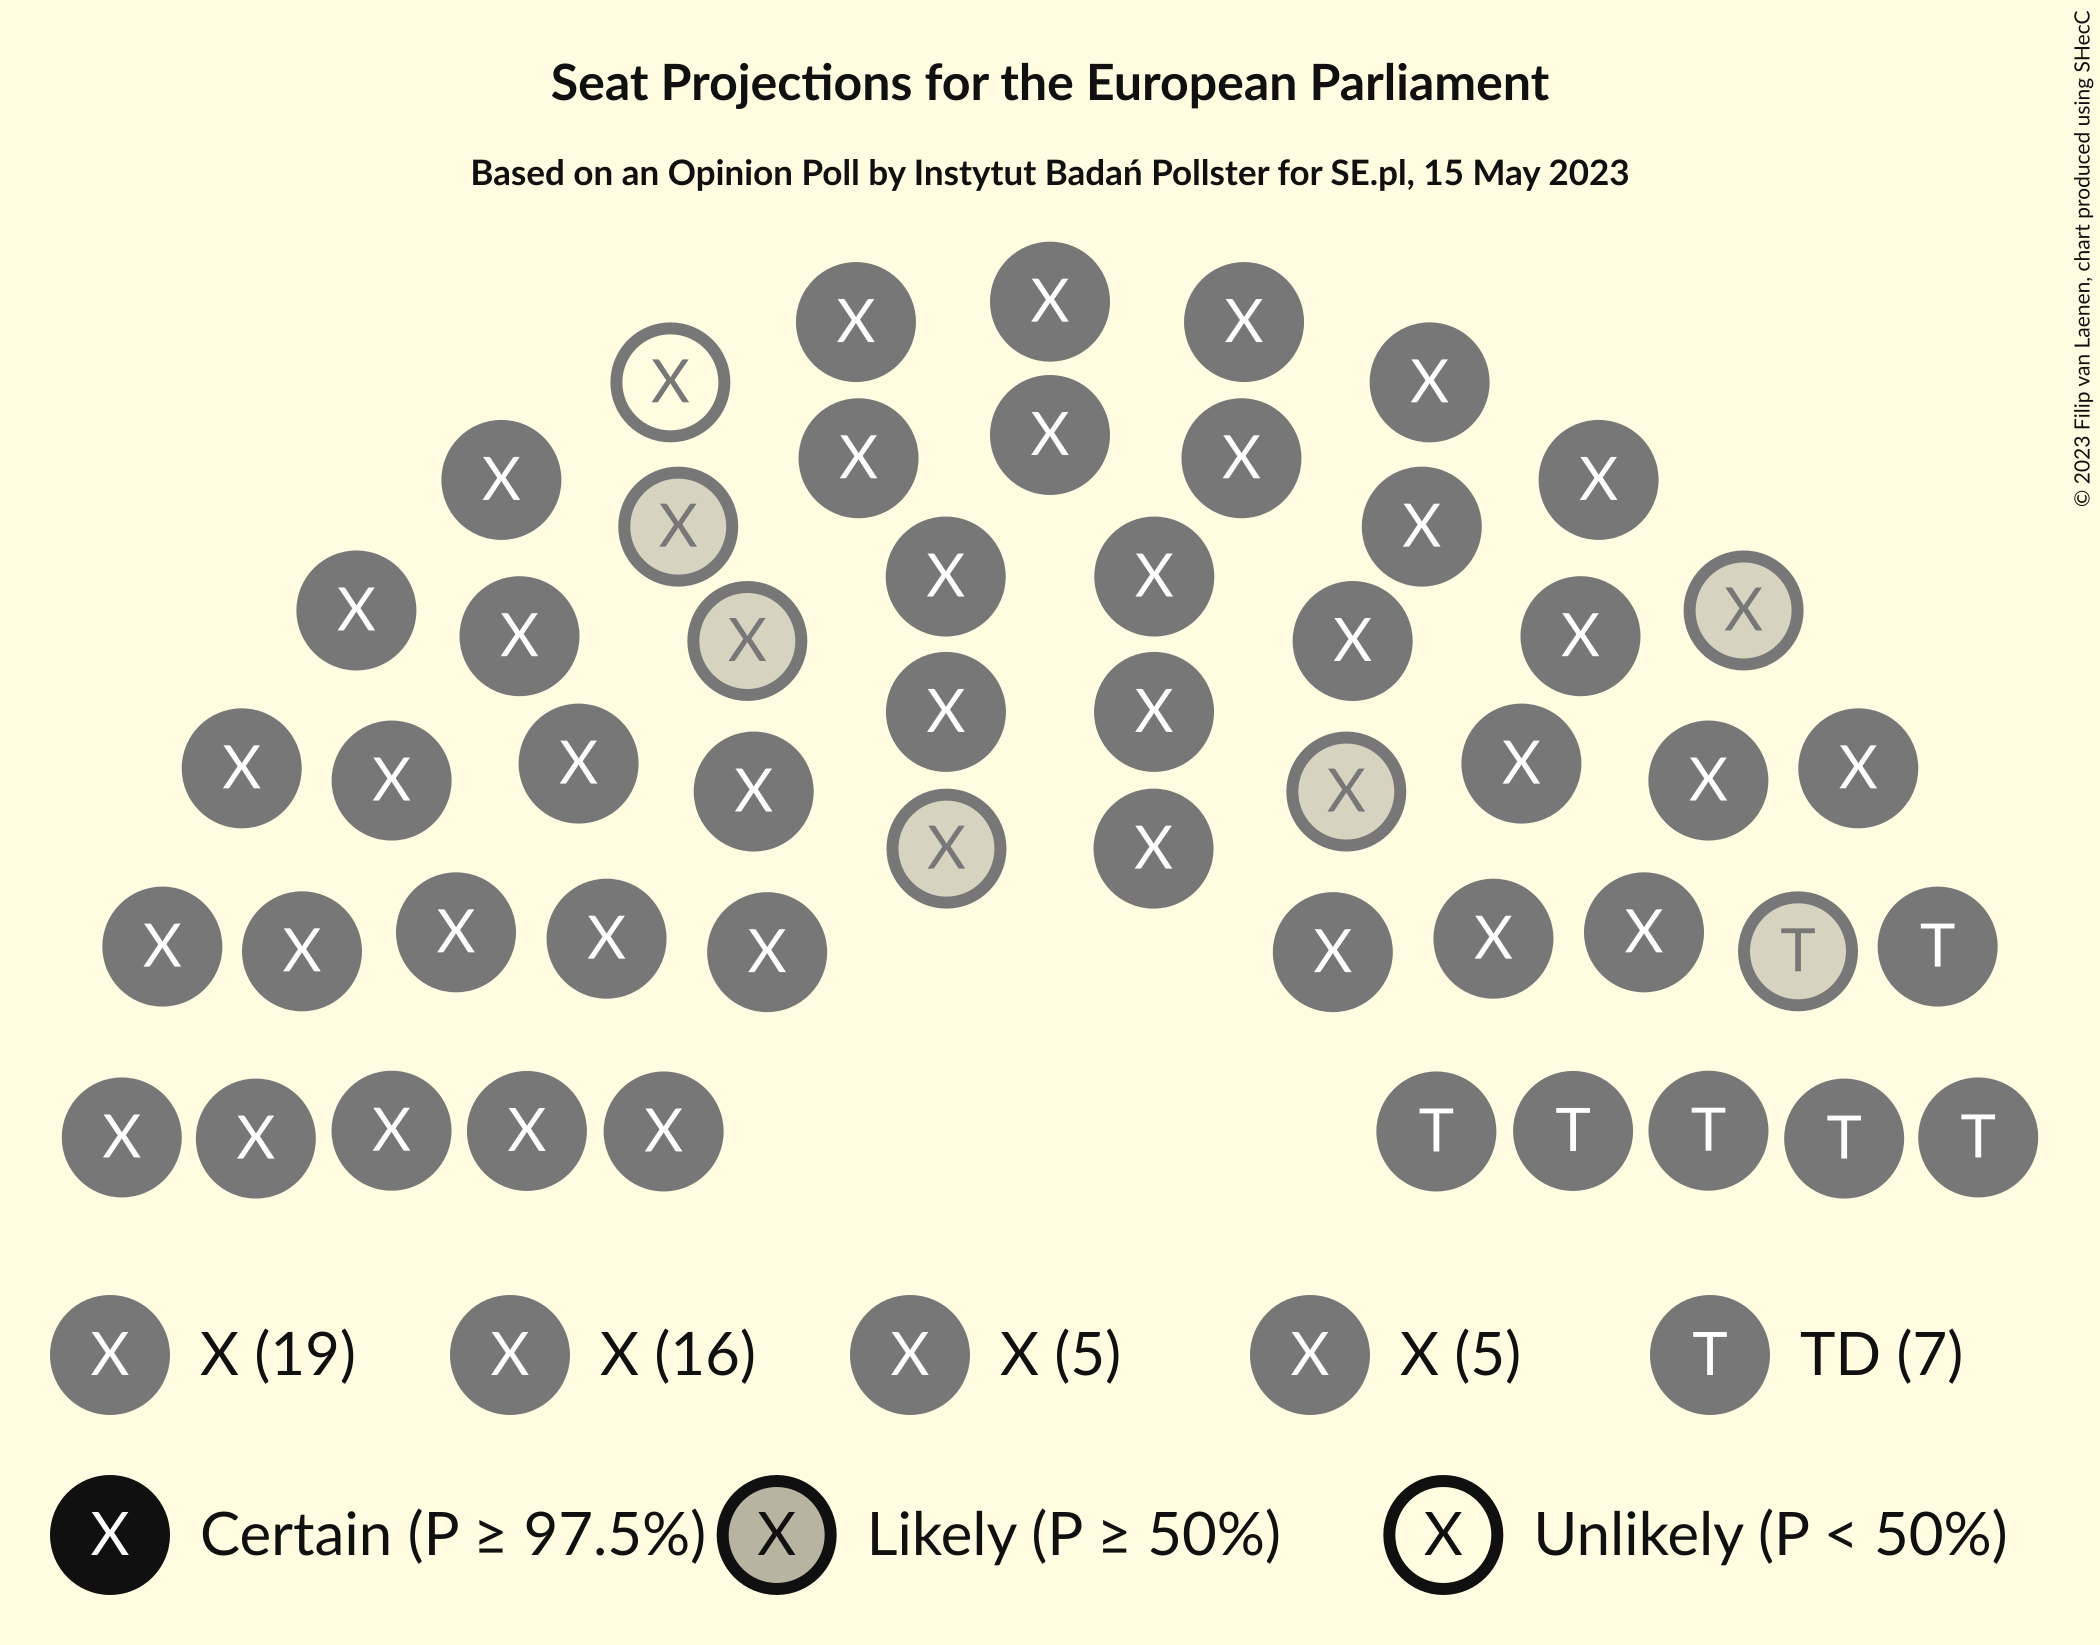 Seat Projections for the European Parliament
Based on an Opinion Poll by Instytut Badań Pollster for SE.pl, 15 May 2023
© 2023 Filip van Laenen, chart produced using SHecC
X
X X
X X
X
X X X
X X
X X
X X
X X
X X X
X X
X X
X X
X X
X X
X X
X X
X X
X X
X X
X X
X X X T
X T
X X
X X T
X X T T T
X X T T
X X (19) X X (16) X X (5) X X (5) T TD (7)
X Certain (P ≥ 97.5%) X Likely (P ≥ 50%) X Unlikely (P < 50%)